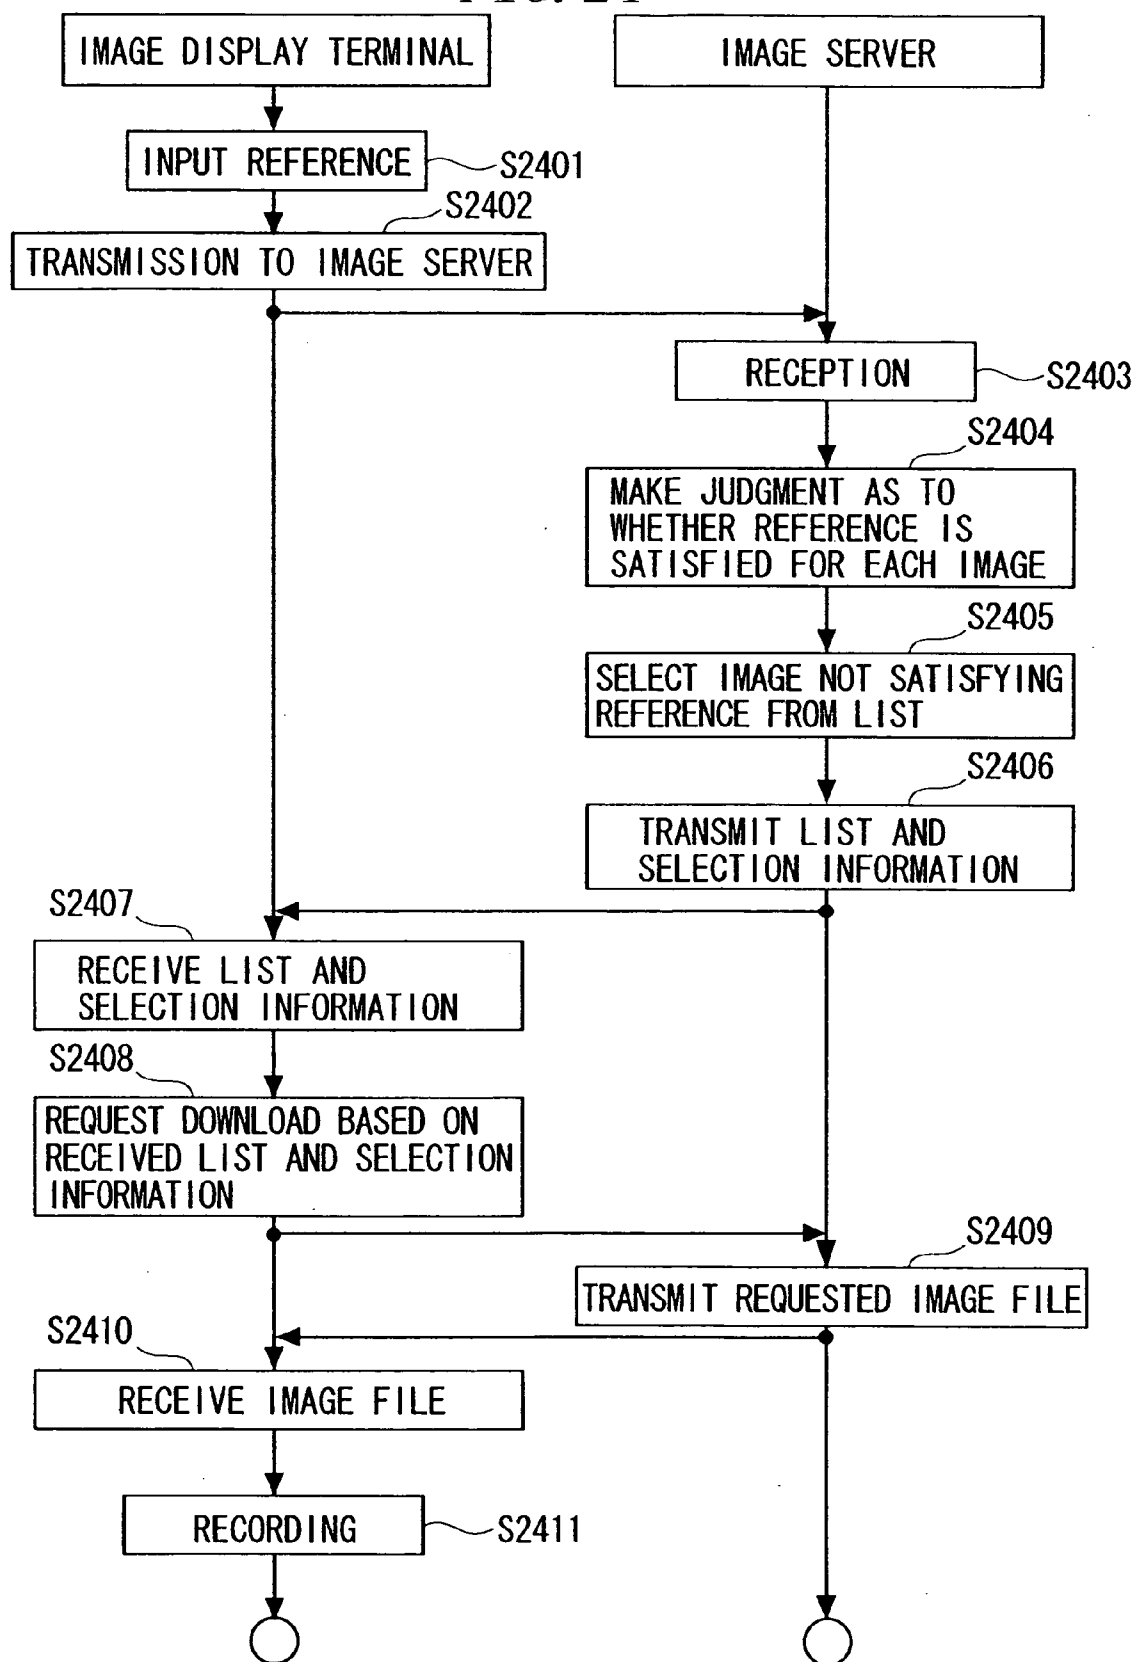 IMAGE DISPLAY TERMINAL
IMAGE SERVER
INPUT REFERENCE
S2401
S2402
TRANSMISSION TO IMAGE SERVER
RECEPTION
S2403
S2404
MAKE JUDGMENT AS TO
WHETHER REFERENCE IS
SATISFIED FOR EACH IMAGE
S2405
SELECT IMAGE NOT SATISFYING
REFERENCE FROM LIST
S2406
TRANSMIT LIST AND
SELECTION INFORMATION
S2407
RECEIVE LIST AND
SELECTION INFORMATION
S2408
REQUEST DOWNLOAD BASED ON
RECEIVED LIST AND SELECTION
INFORMATION
S2409
TRANSMIT REQUESTED IMAGE FILE
S2410
RECEIVE IMAGE FILE
RECORDING
S2411